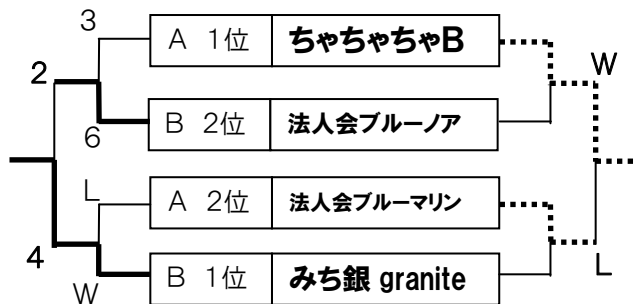 3
A 1位 ちゃちゃちゃB
2
W
6
B 2位 法人会ブルーノア
L
A 2位 法人会ブルーマリン
4
W
B 1位 みち銀 granite
L